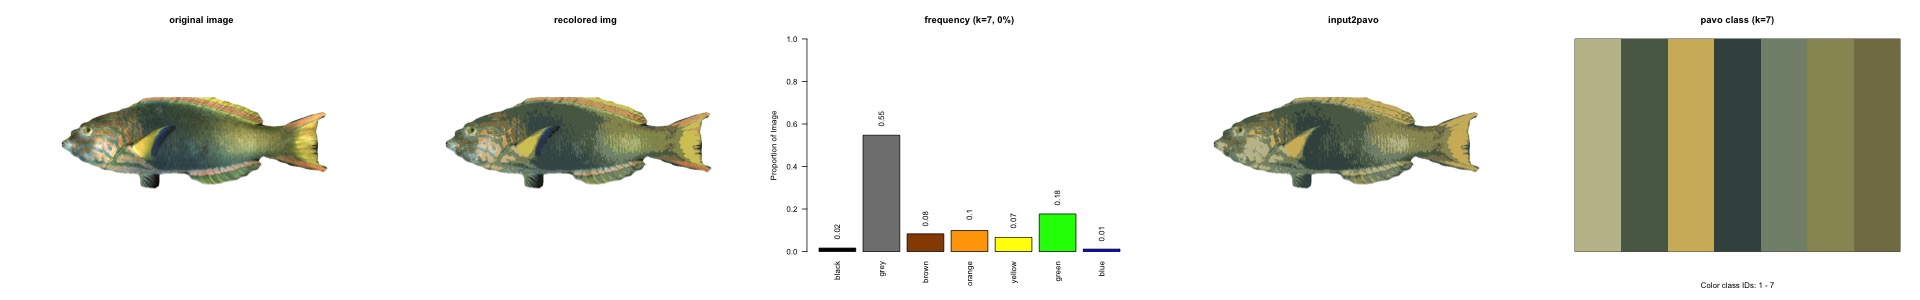 original image
recolored img
frequency (k=7, 0%)
input2pavo
pavo class (k=7)
Proportion of Image
1.0
0.8
0.6
0.4
0.2
0.0
0.02
0.55
0.08
0.1
0.07
0.18
0.01
black
grey
brown
orange
yellow
green
blue
Color class IDs: 1 - 7